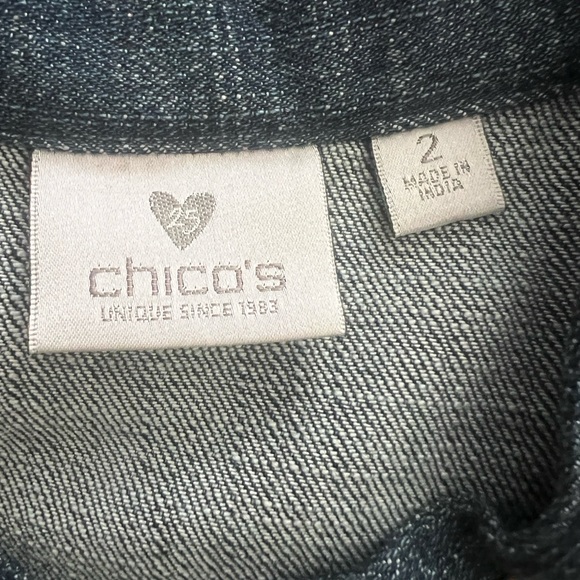 25
chico's
UNIQUE SINCE 1983
2
MADE IN
INDIA